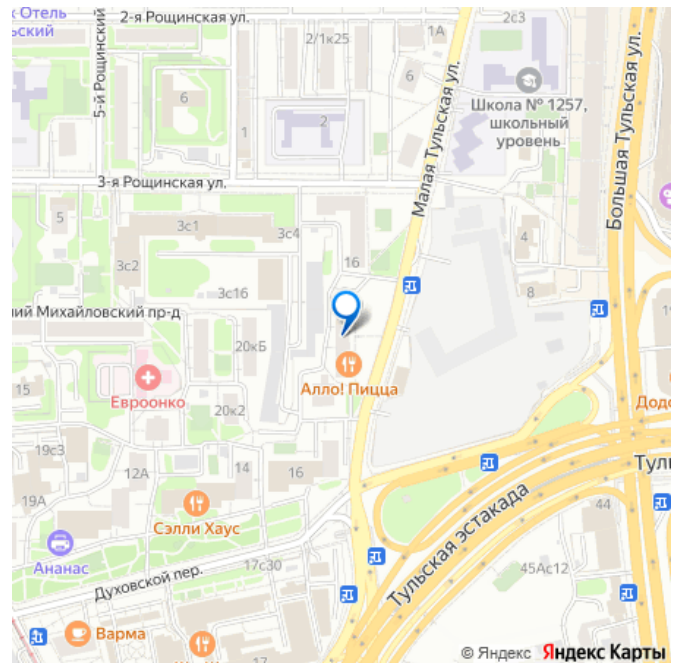 к Отель
ьский
2-я Рощинская ул.
2с3
5-й Рощинский
2/1к25
1А
6
6
Школа № 1257,
школьный
уровень
2
1
Малая Тульская ул.
Большая Тульская ул.
3-я Рощинская ул.
5
3с1
3с4
4
3с2
16
3с16
8
ний Михайловский пр-д
19
20кБ
Алло! Пицца
Евроонко
15
20к2
Додо
19с3
12А
14
16
Тул
19А
Сэлли Хаус
44
Тульская эстакада
Ананас
17с30
45Ас12
Духовской пер.
Варма
17
© Яндекс Яндекс Карты